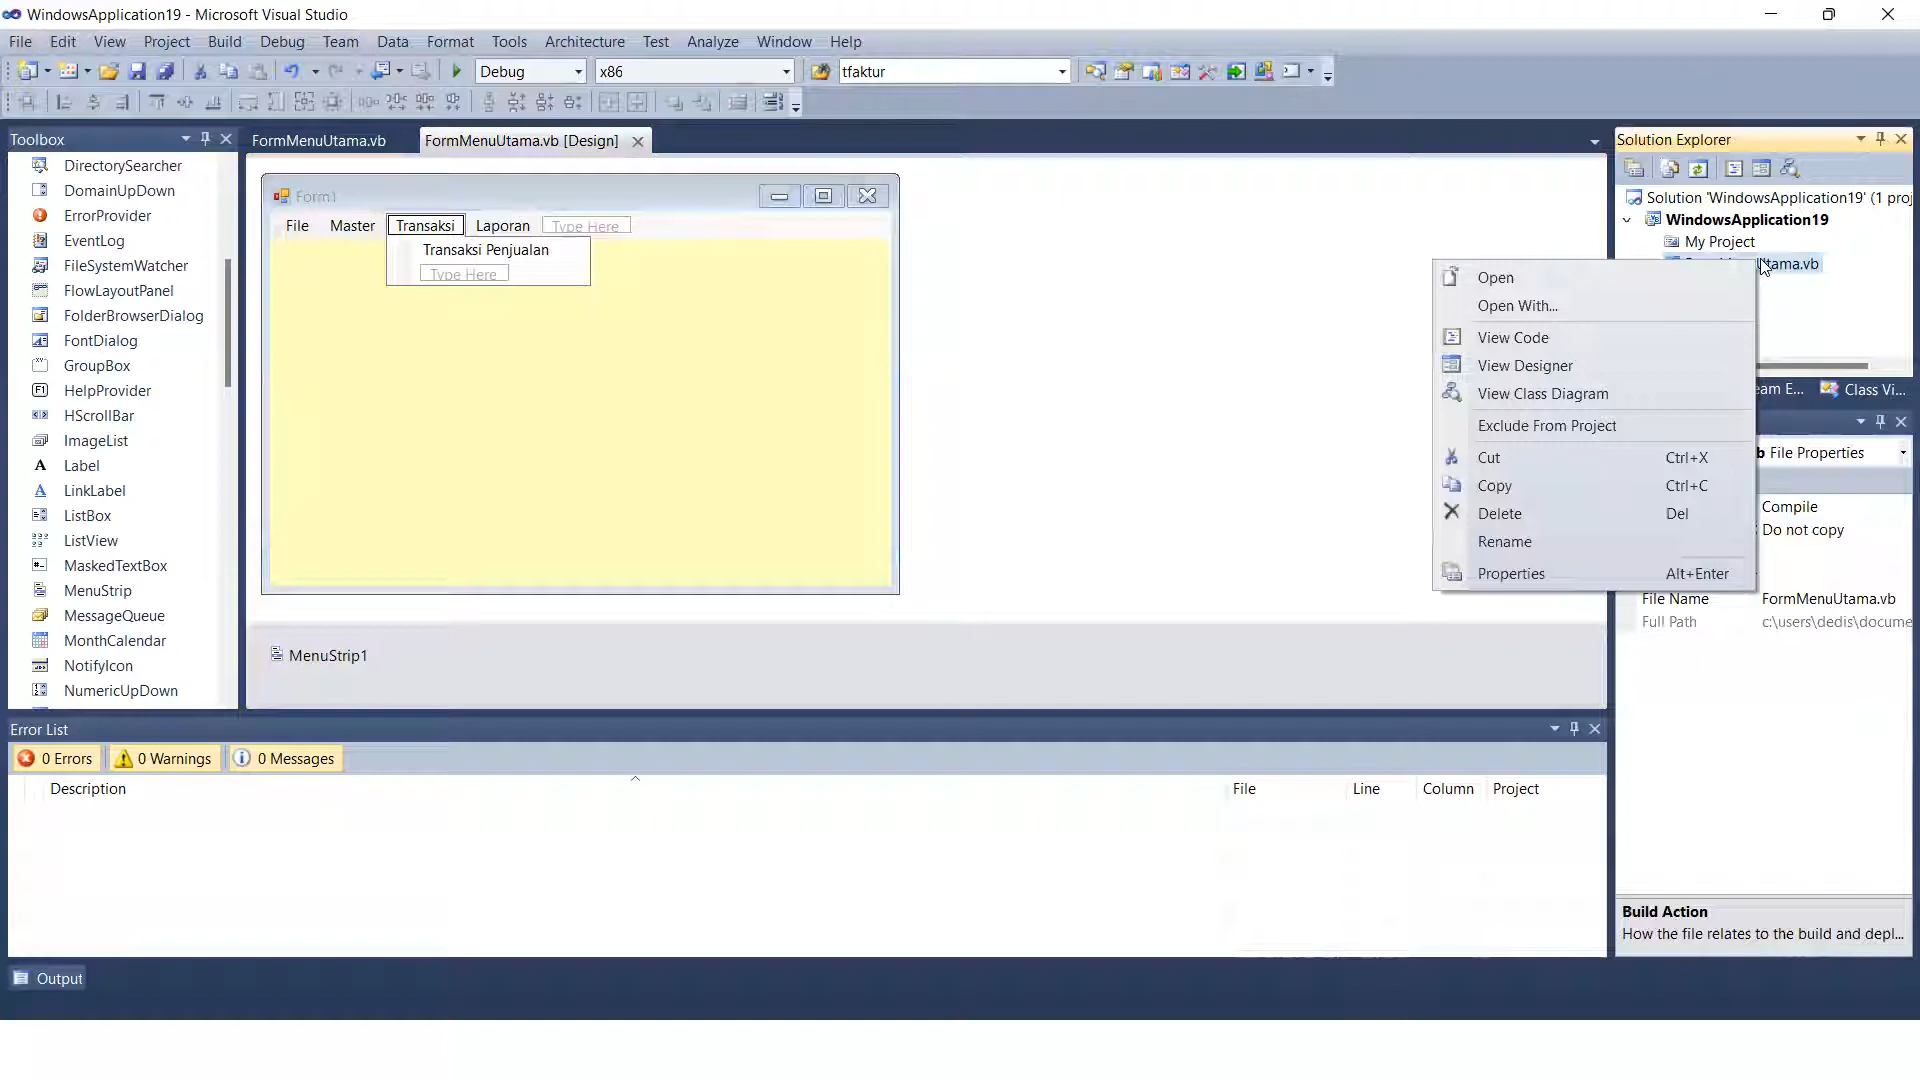 WindowsApplication19 - Microsoft Visual Studio
File Edit View Project Build Debug Team Data Format Tools Architecture Test Analyze Window Help
Debug x86 tfaktur
Toolbox
DirectorySearcher
DomainUpDown
ErrorProvider
EventLog
FileSystemWatcher
FlowLayoutPanel
FolderBrowserDialog
FontDialog
GroupBox
HelpProvider
HScrollBar
ImageList
Label
LinkLabel
ListBox
ListView
MaskedTextBox
MenuStrip
MessageQueue
MonthCalendar
NotifyIcon
NumericUpDown
FormMenuUtama.vb FormMenuUtama.vb [Design]
Form1
File Master Transaksi Laporan Type Here
Transaksi Penjualan
Type Here
MenuStrip1
Solution Explorer
Solution 'WindowsApplication19' (1 proj
WindowsApplication19
My Project
tama.vb
Open
Open With...
View Code
View Designer
View Class Diagram
Exclude From Project
Cut Ctrl+X
Copy Ctrl+C
Delete Del
Rename
Properties Alt+Enter
eam E... Class Vi...
b File Properties
Compile
Do not copy
File Name FormMenuUtama.vb
Full Path c:\users\dedis\docume
Build Action
How the file relates to the build and depl...
Error List
0 Errors 0 Warnings 0 Messages
Description File Line Column Project
Output